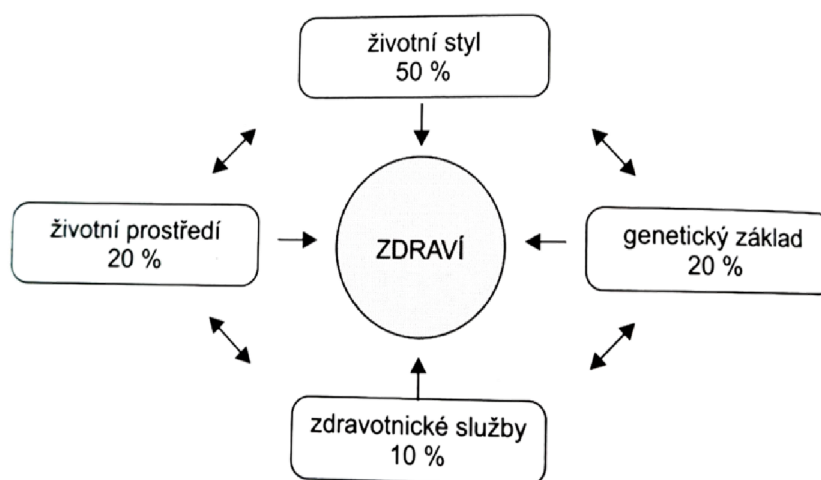 životní styl
50 %
životní prostředí
20 %
ZDRAVÍ
genetický základ
20 %
zdravotnické služby
10 %